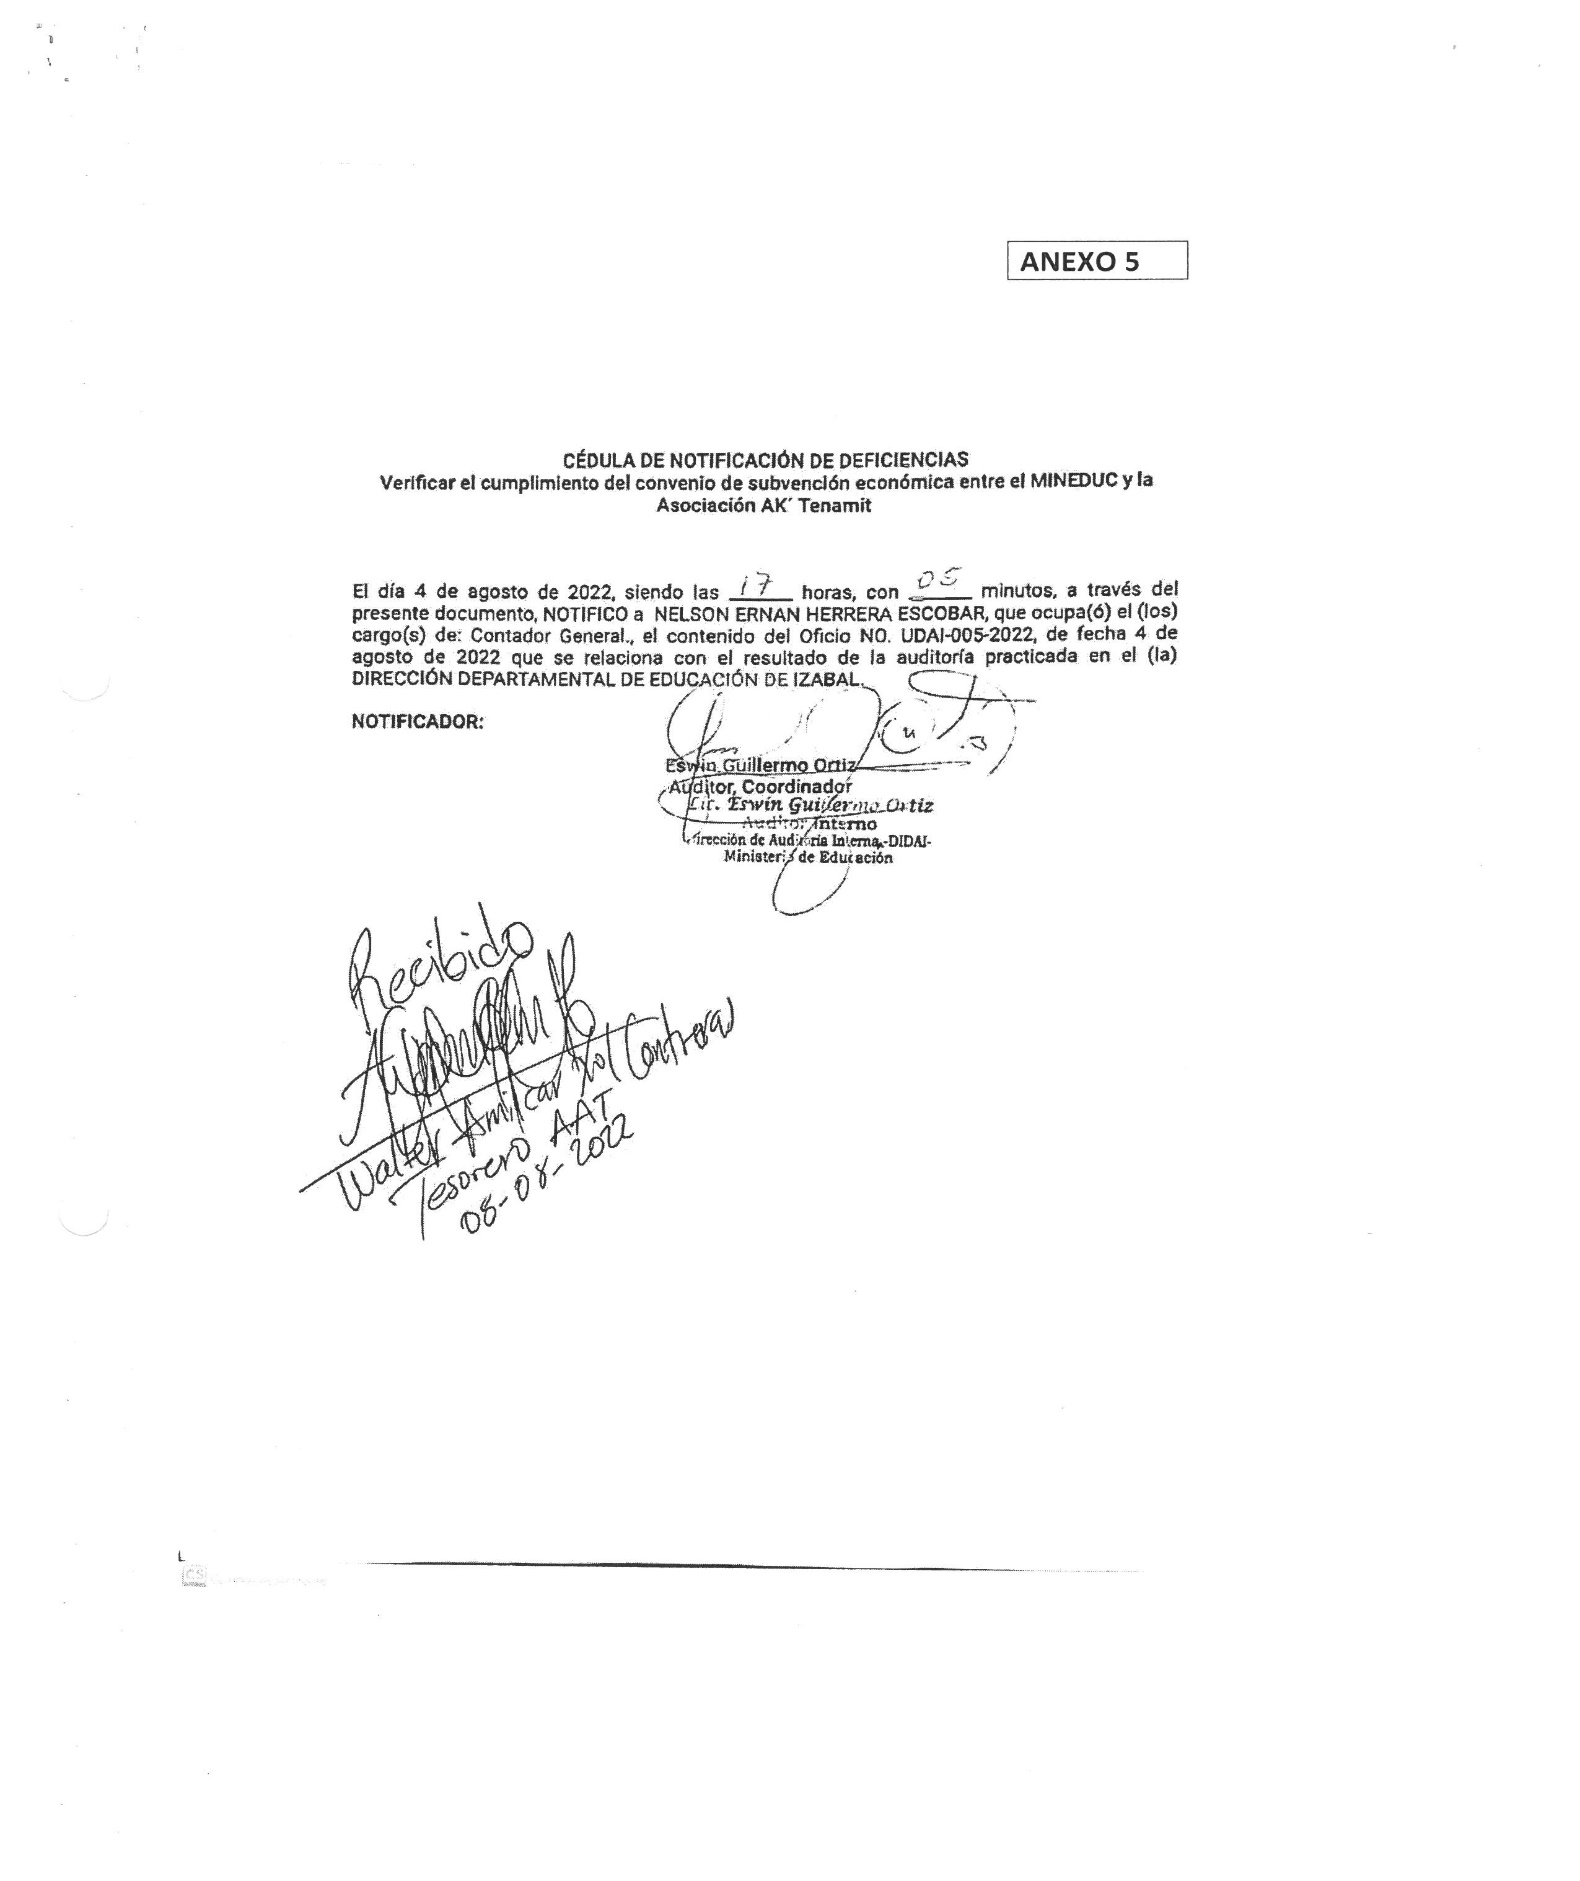 ANEXO 5
CÉDULA DE NOTIFICACIÓN DE DEFICIENCIAS
Verificar el cumplimiento del convenio de subvención económica entre el MINEDUC y la
Asociación AK´ Tenamit
El día 4 de agosto de 2022, siendo las 17 horas, con 05 minutos, a través del
presente documento, NOTIFICO a NELSON ERNAN HERRERA ESCOBAR, que ocupa(ó) el (los)
cargo(s) de: Contador General., el contenido del Oficio NO. UDAI-005-2022, de fecha 4 de
agosto de 2022 que se relaciona con el resultado de la auditoría practicada en el (la)
DIRECCIÓN DEPARTAMENTAL DE EDUCACIÓN DE IZABAL.
NOTIFICADOR:
Eswin Guillermo Ortiz
Auditor, Coordinador
Lic. Eswin Guillermo Ortiz
Auditor Interno
Dirección de Auditoria Interna,-DIDAI-
Ministerio de Educación
Recibido
Walter Amilcar Contreras
Tesorero AAT
08-08-2022
CS